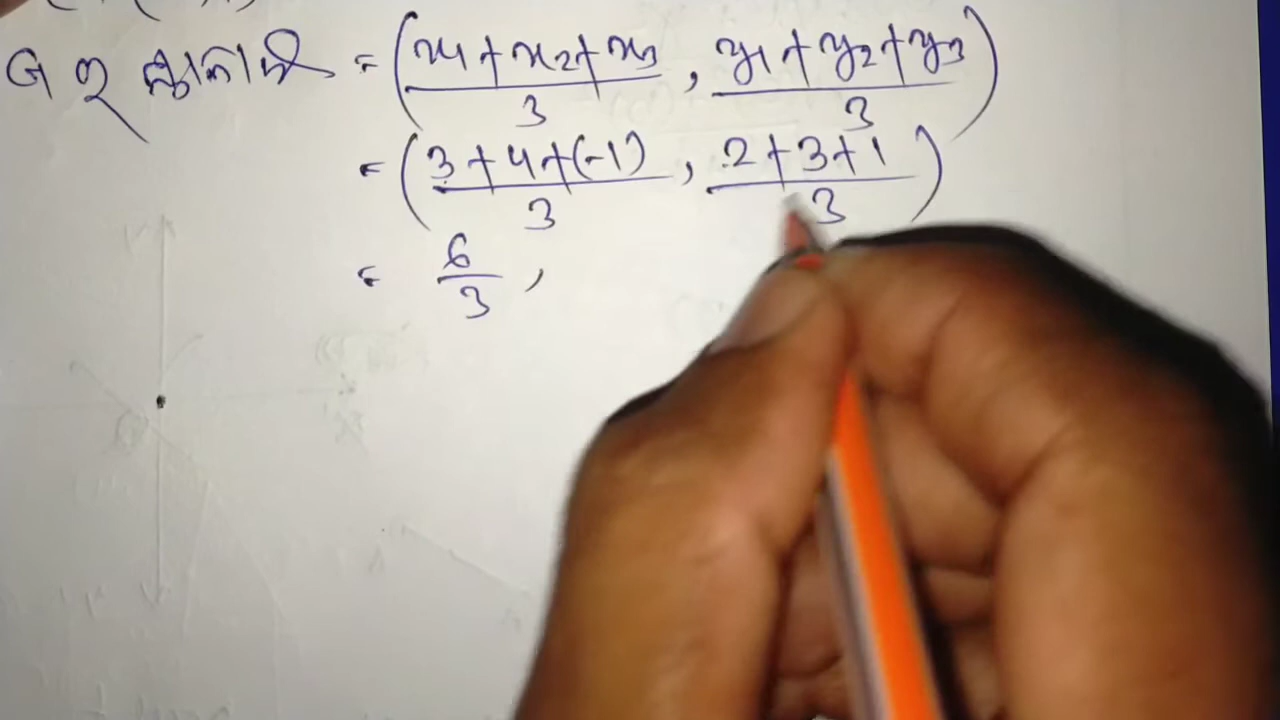 G ର ସ୍ଥାନାଙ୍କ = (x1+x2+x3/3, y1+y2+y3/3)
= (3+4+(-1)/3, 2+3+1/3)
= 6/3,